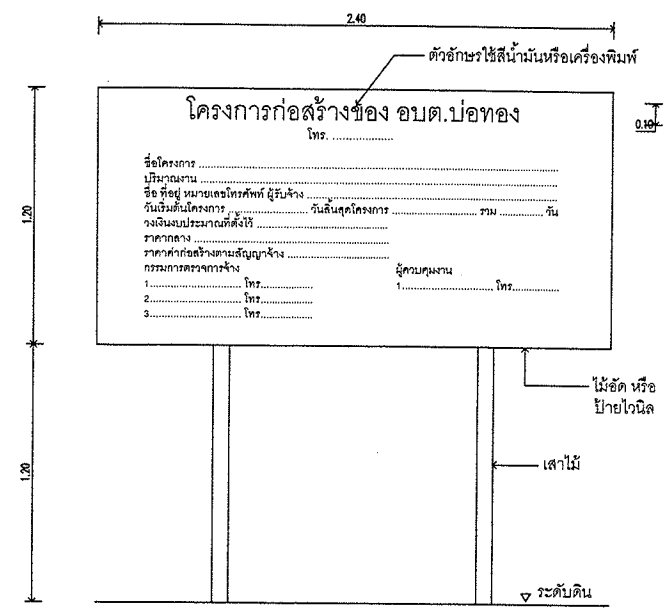 2.40
ตัวอักษรใช้สีน้ำมันหรือเครื่องพิมพ์
โครงการก่อสร้างของ อบต.บ่อทอง
0.10
โทร. ..................
ชื่อโครงการ ..................
ปริมาณงาน ..................
ชื่อ ที่อยู่ หมายเลขโทรศัพท์ ผู้รับจ้าง ..................
วันเริ่มต้นโครงการ .................. วันสิ้นสุดโครงการ .................. รวม ............. วัน
1.20
วงเงินงบประมาณที่ตั้งไว้ ..................
ราคากลาง ..................
ราคาค่าก่อสร้างตามสัญญาจ้าง ..................
กรรมการตรวจการจ้าง ผู้ควบคุมงาน
1.................. โทร............... 1.................. โทร...............
2.................. โทร...............
3.................. โทร...............
ไม้อัด หรือ
ป้ายไวนิล
1.20
เสาไม้
ระดับดิน